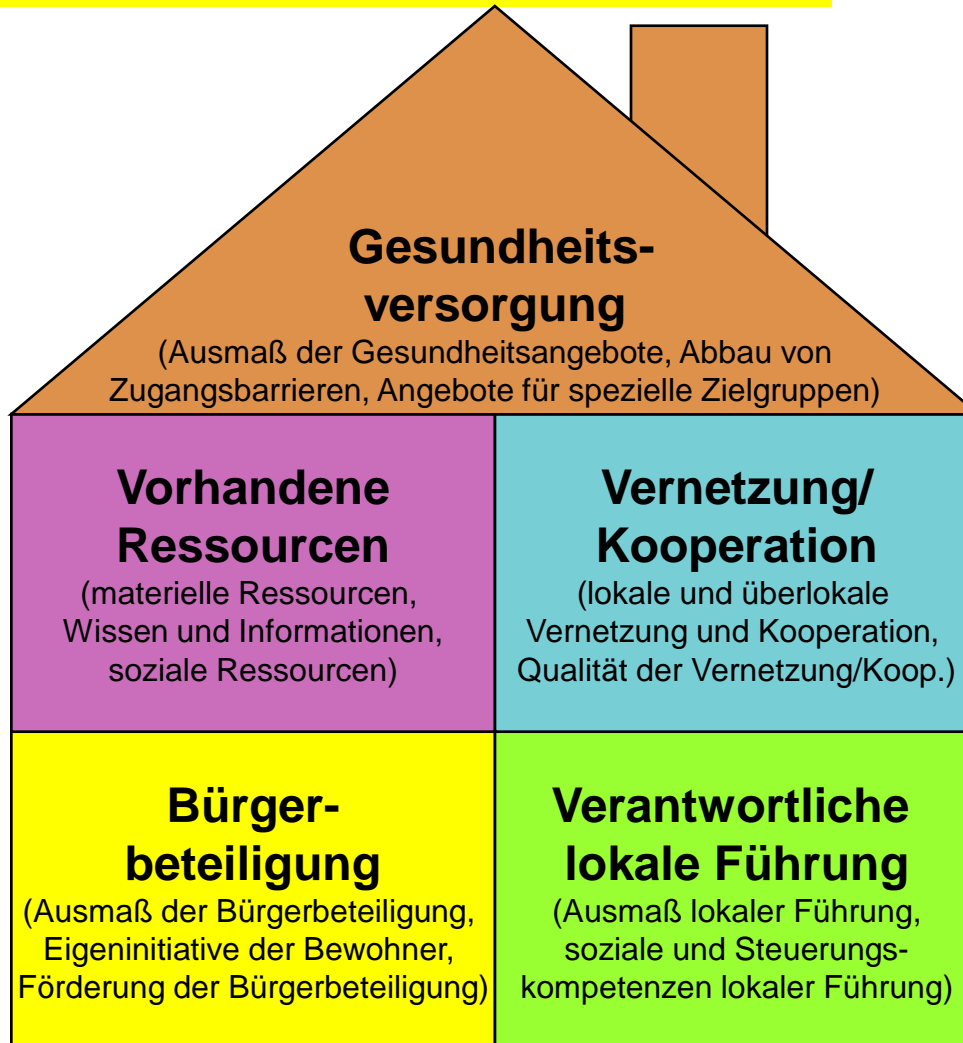 Gesundheits-
versorgung
(Ausmaß der Gesundheitsangebote, Abbau von
Zugangsbarrieren, Angebote für spezielle Zielgruppen)
Vorhandene
Ressourcen
(materielle Ressourcen,
Wissen und Informationen,
soziale Ressourcen)
Vernetzung/
Kooperation
(lokale und überlokale
Vernetzung und Kooperation,
Qualität der Vernetzung/Koop.)
Bürger-
beteiligung
(Ausmaß der Bürgerbeteiligung,
Eigeninitiative der Bewohner,
Förderung der Bürgerbeteiligung)
Verantwortliche
lokale Führung
(Ausmaß lokaler Führung,
soziale und Steuerungs-
kompetenzen lokaler Führung)